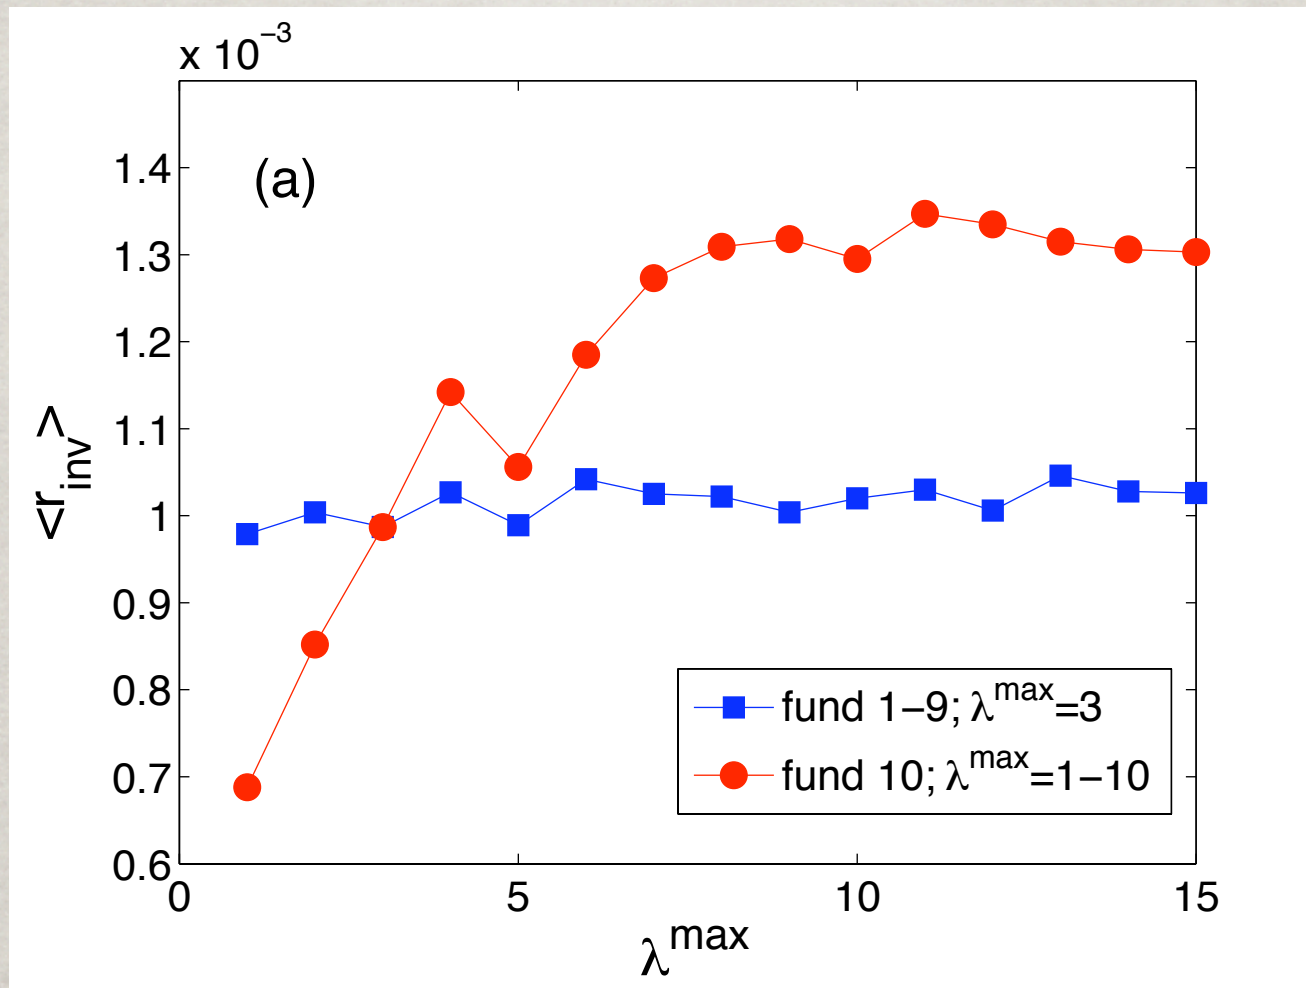 x 10⁻³
(a)
1.4
1.3
1.2
1.1
1
0.9
0.8
0.7
0.6
<r_inv>
fund 1–9; λ^max=3
fund 10; λ^max=1–10
0 5 10 15
λ^max